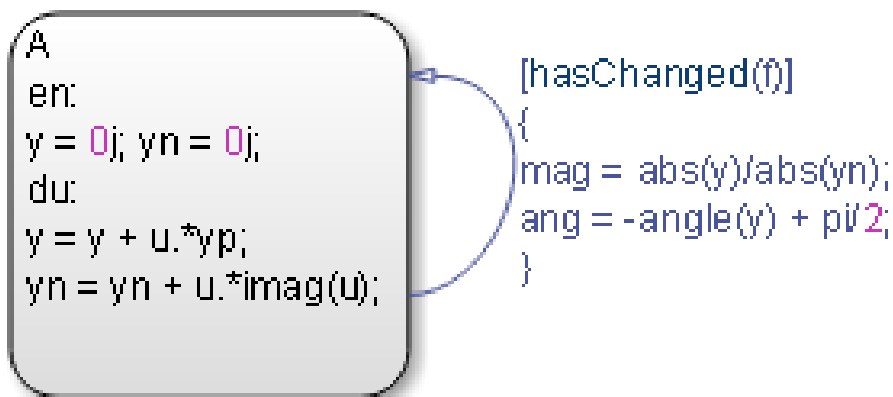 A
en:
y = 0j; yn = 0j;
du:
y = y + u.*yp;
yn = yn + u.*imag(u);
[hasChanged(f)]
{
mag = abs(y)/abs(yn);
ang = -angle(y) + pi/2;
}